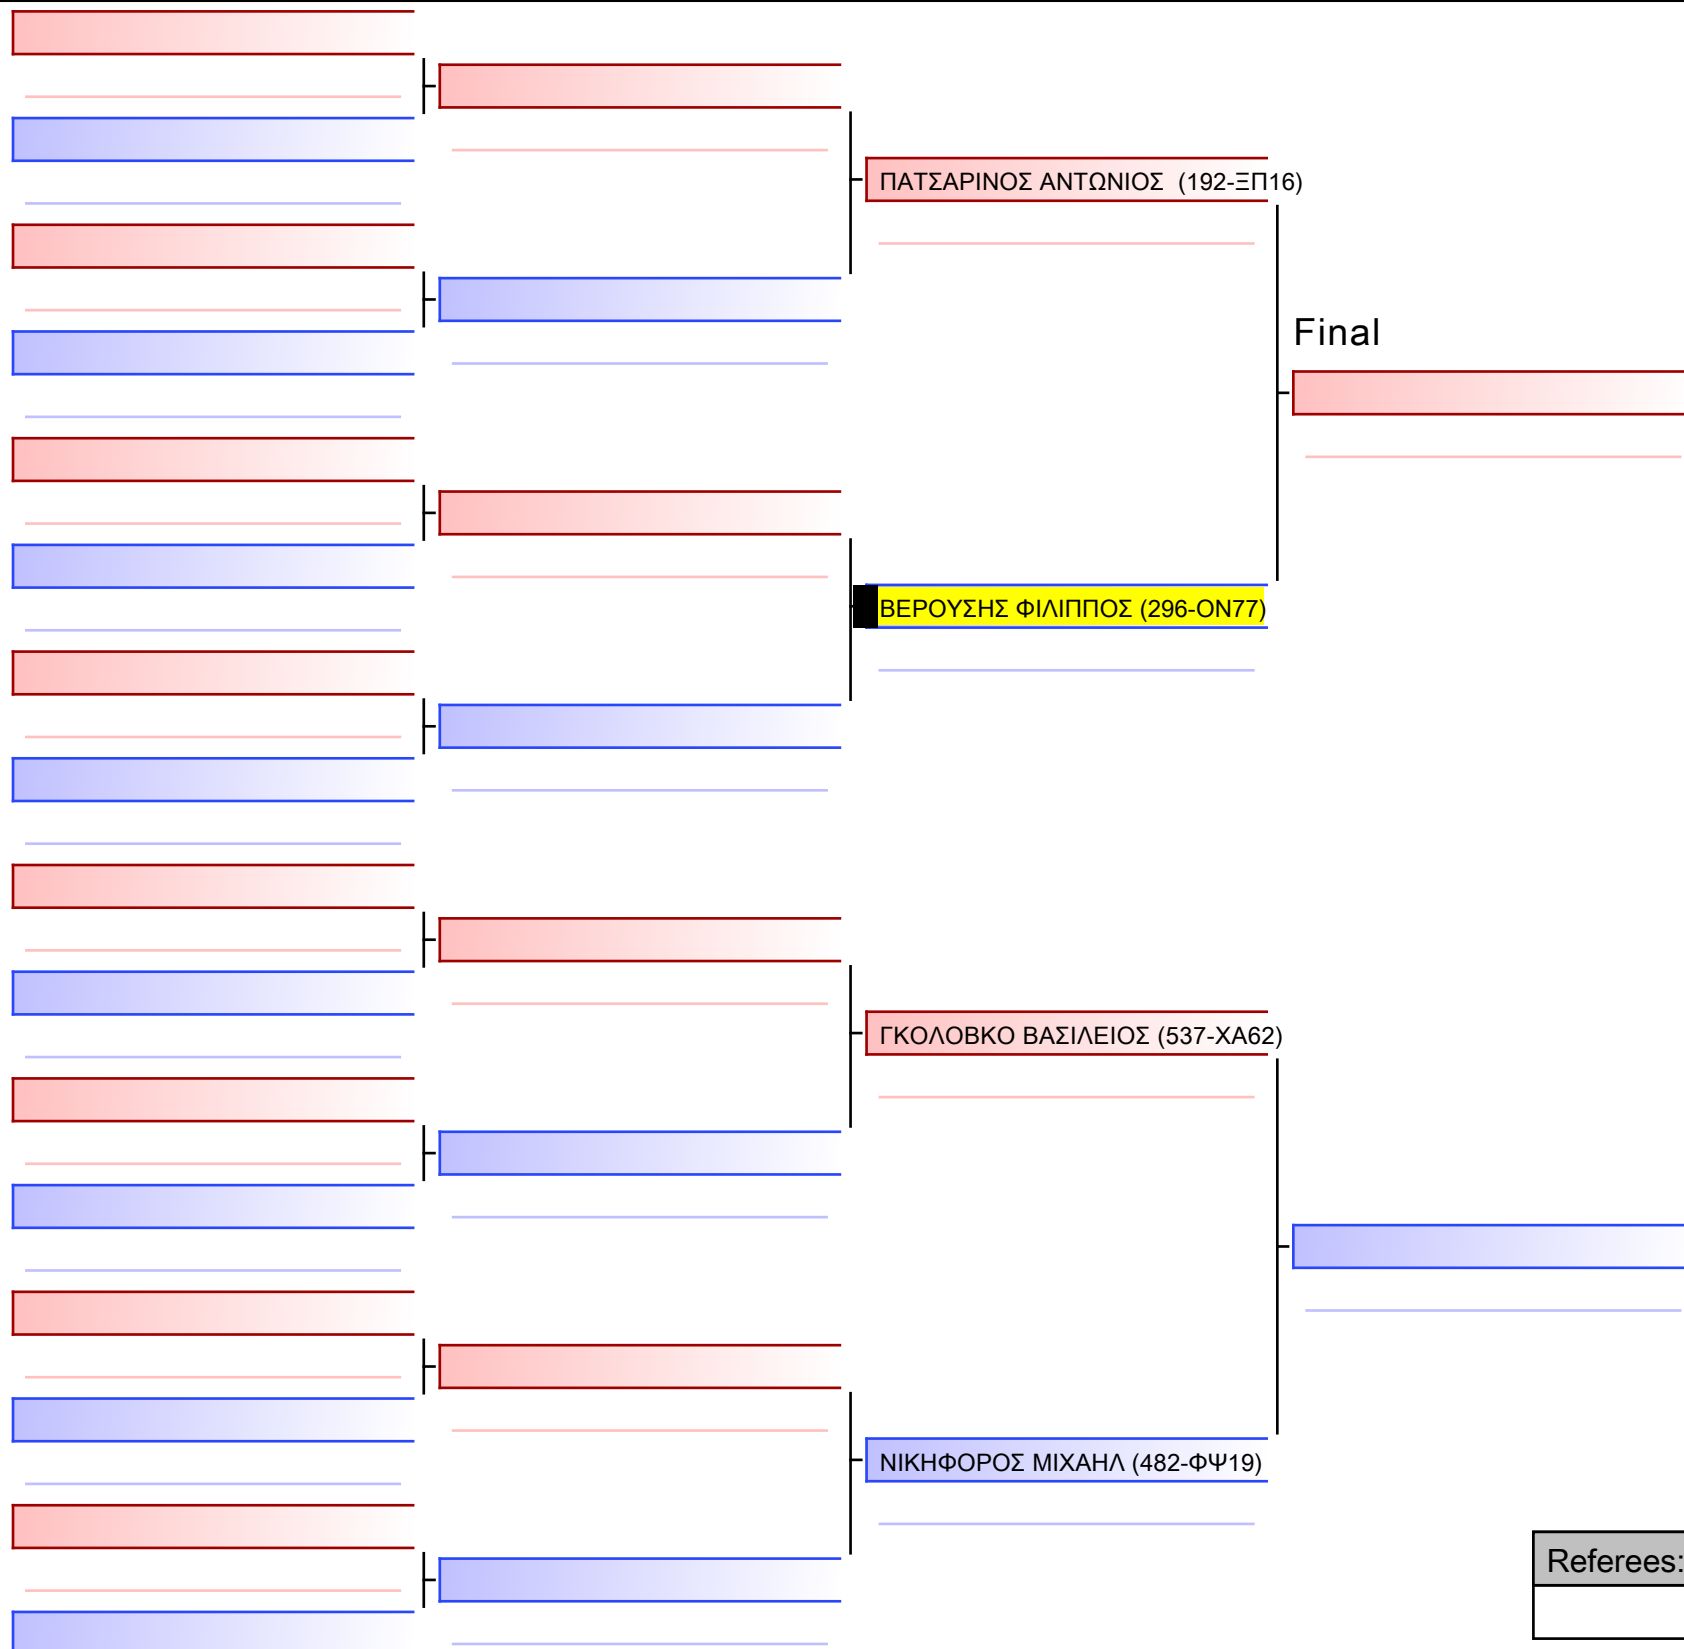 ΠΑΤΣΑΡΙΝΟΣ ΑΝΤΩΝΙΟΣ (192-ΞΠ16)
Final
ΒΕΡΟΥΣΗΣ ΦΙΛΙΠΠΟΣ (296-ΟΝ77)
ΓΚΟΛΟΒΚΟ ΒΑΣΙΛΕΙΟΣ (537-ΧΑ62)
ΝΙΚΗΦΟΡΟΣ ΜΙΧΑΗΛ (482-ΦΨ19)
Referees: